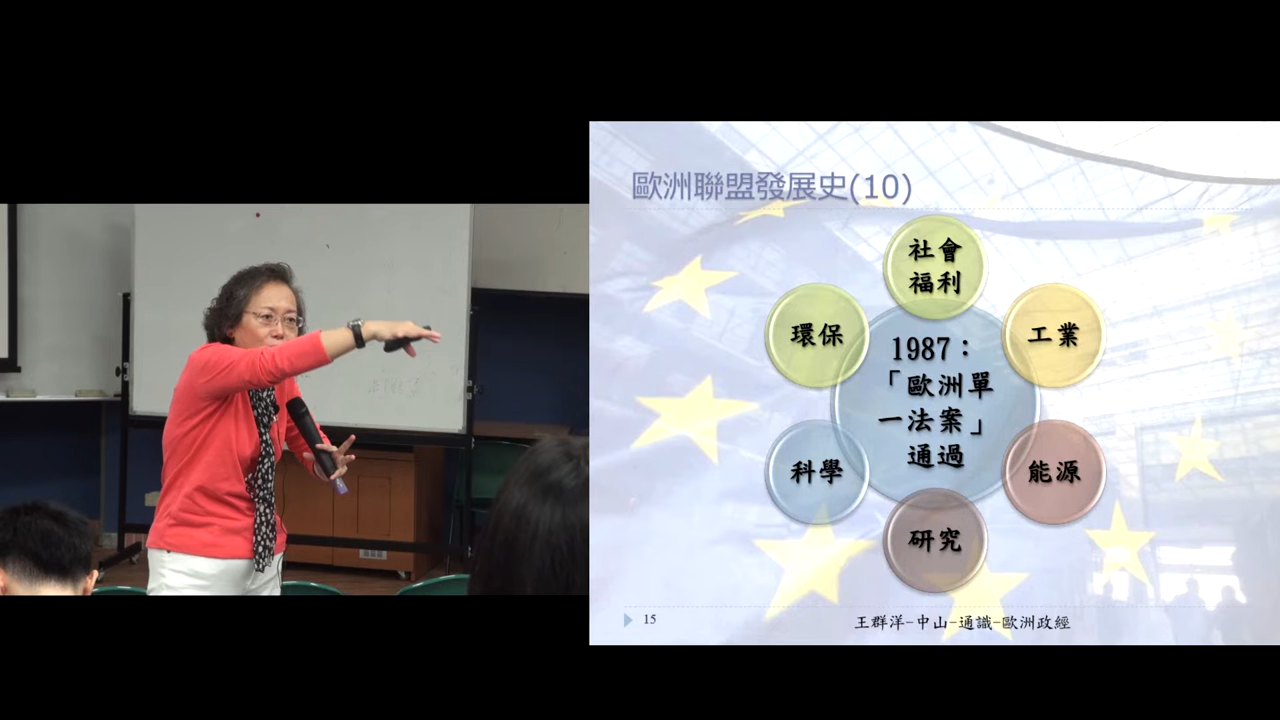 歐洲聯盟發展史(10)
社會
福利
環保
工業
1987：
「歐洲單
一法案」
通過
科學
能源
研究
15
王群洋-中山-通識-歐洲政經